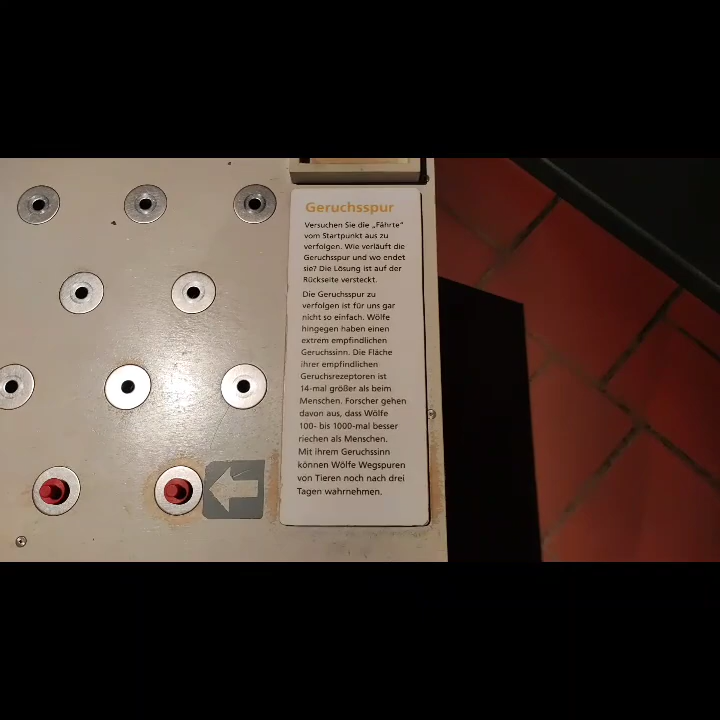 Geruchsspur
Versuchen Sie die „Fährte“
vom Startpunkt aus zu
verfolgen. Wie verläuft die
Geruchsspur und wo endet
sie? Die Lösung ist auf der
Rückseite versteckt.
Die Geruchsspur zu
verfolgen ist für uns gar
nicht so einfach. Wölfe
hingegen haben einen
extrem empfindlichen
Geruchssinn. Die Fläche
ihrer empfindlichen
Geruchsrezeptoren ist
14-mal größer als beim
Menschen. Forscher gehen
davon aus, dass Wölfe
100- bis 1000-mal besser
riechen als Menschen.
Mit ihrem Geruchssinn
können Wölfe Wegspuren
von Tieren noch nach drei
Tagen wahrnehmen.